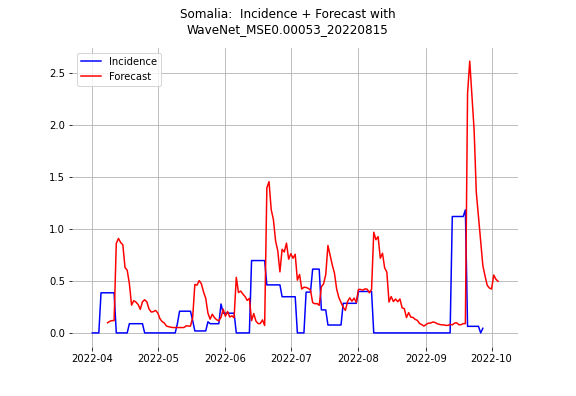 Somalia:  Incidence + Forecast with
WaveNet_MSE0.00053_20220815
Incidence
Forecast
2.5
2.0
1.5
1.0
0.5
0.0
2022-04 2022-05 2022-06 2022-07 2022-08 2022-09 2022-10